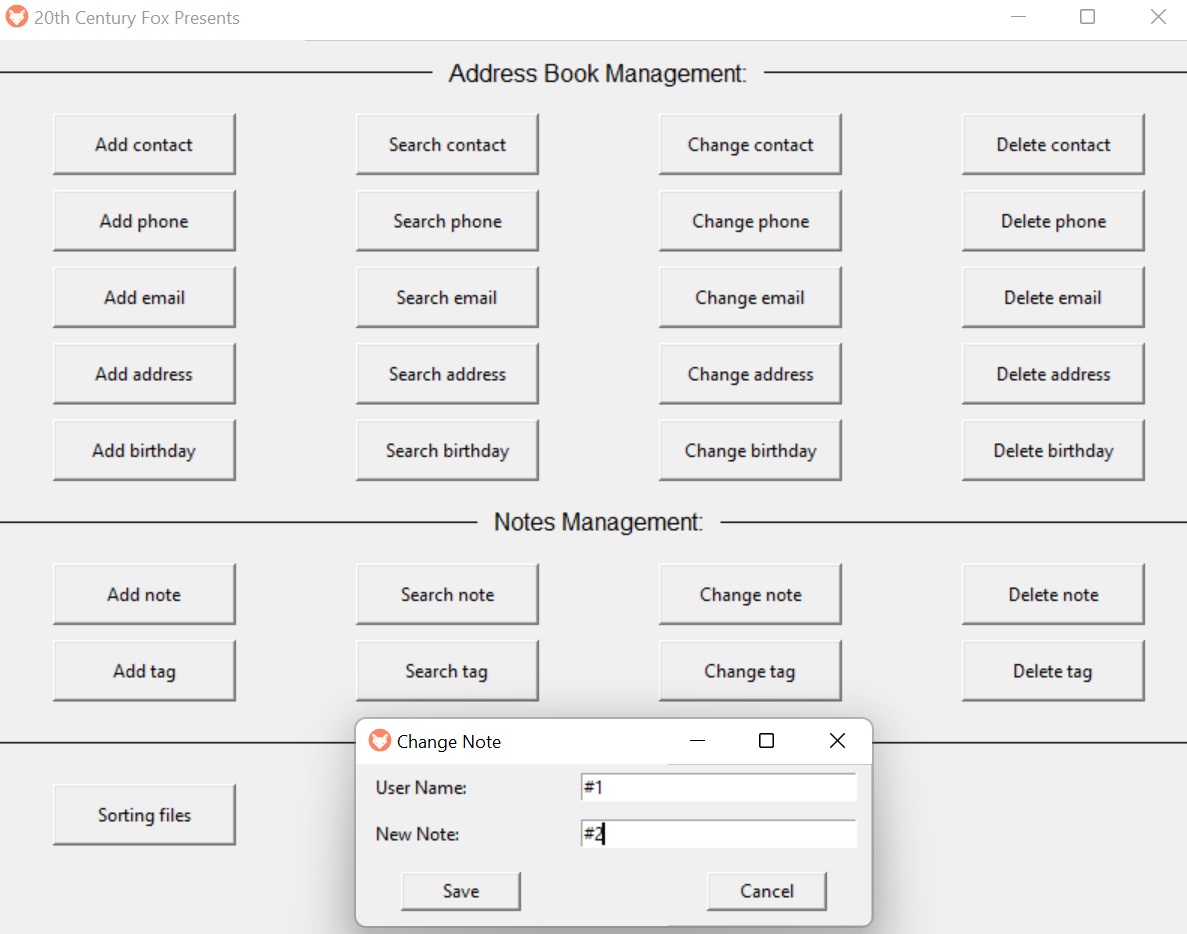 20th Century Fox Presents
Address Book Management:
Add contact Search contact Change contact Delete contact
Add phone Search phone Change phone Delete phone
Add email Search email Change email Delete email
Add address Search address Change address Delete address
Add birthday Search birthday Change birthday Delete birthday
Notes Management:
Add note Search note Change note Delete note
Add tag Search tag Change tag Delete tag
Change Note
User Name: #1
Sorting files
New Note: #2
Save Cancel